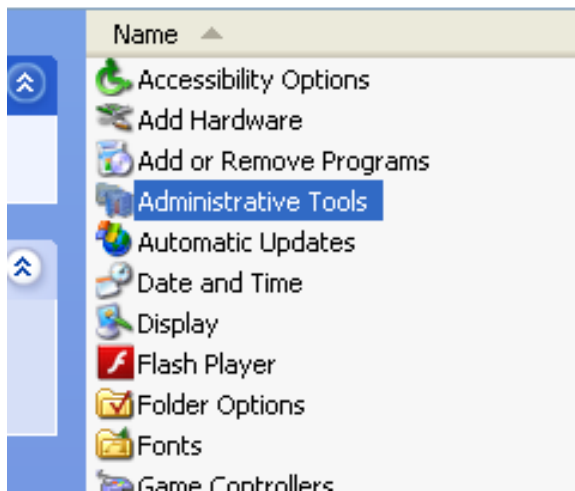 Name
Accessibility Options
Add Hardware
Add or Remove Programs
Administrative Tools
Automatic Updates
Date and Time
Display
Flash Player
Folder Options
Fonts
Game Controllers